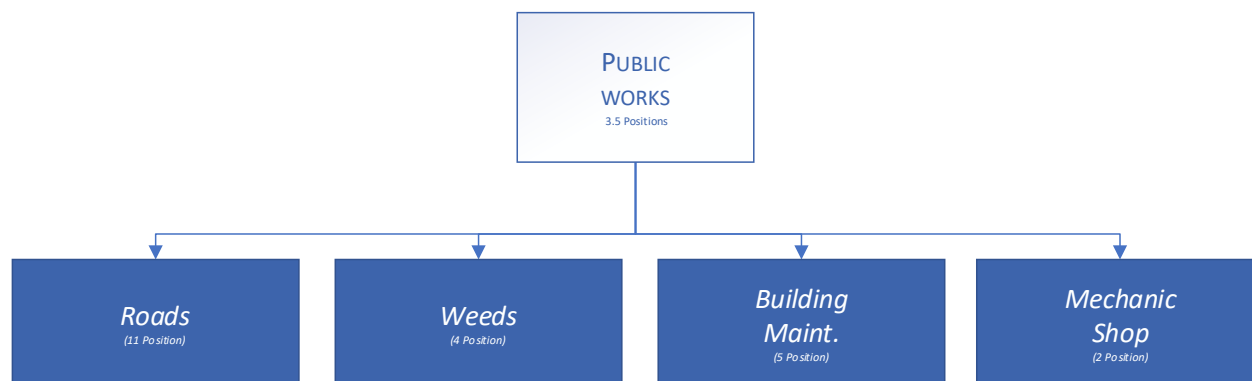 PUBLIC
WORKS
3.5 Positions
Roads
(11 Position)
Weeds
(4 Position)
Building
Maint.
(5 Position)
Mechanic
Shop
(2 Position)